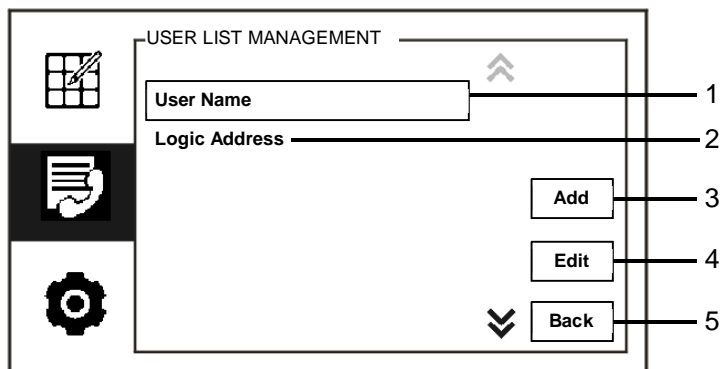 USER LIST MANAGEMENT
User Name 1
Logic Address 2
Add 3
Edit 4
Back 5